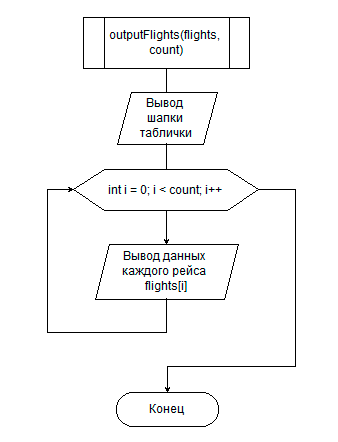 outputFlights(flights,
count)
Вывод
шапки
таблички
int i = 0; i < count; i++
Вывод данных
каждого рейса
flights[i]
Конец